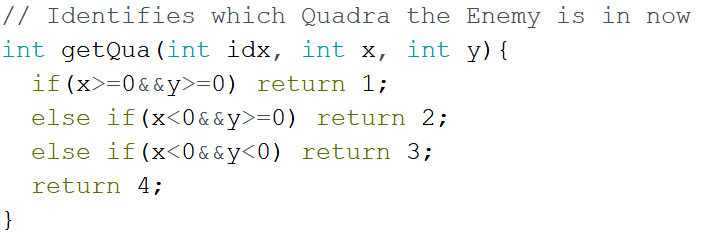 // Identifies which Quadra the Enemy is in now
int getQua(int idx, int x, int y){
  if(x>=0&&y>=0) return 1;
  else if(x<0&&y>=0) return 2;
  else if(x<0&&y<0) return 3;
  return 4;
}